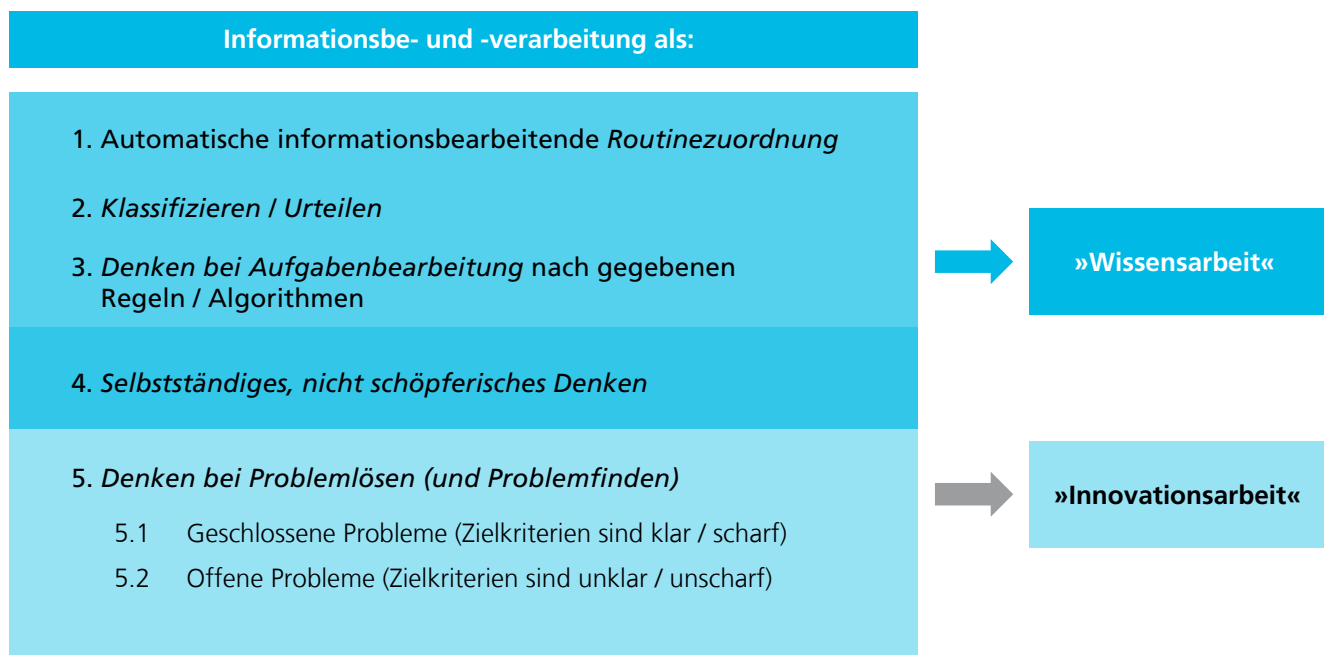 Informationsbe- und -verarbeitung als:
1. Automatische informationsbearbeitende Routinezuordnung
2. Klassifizieren / Urteilen
3. Denken bei Aufgabenbearbeitung nach gegebenen
Regeln / Algorithmen
»Wissensarbeit«
4. Selbstständiges, nicht schöpferisches Denken
5. Denken bei Problemlösen (und Problemfinden)
5.1 Geschlossene Probleme (Zielkriterien sind klar / scharf)
5.2 Offene Probleme (Zielkriterien sind unklar / unscharf)
»Innovationsarbeit«